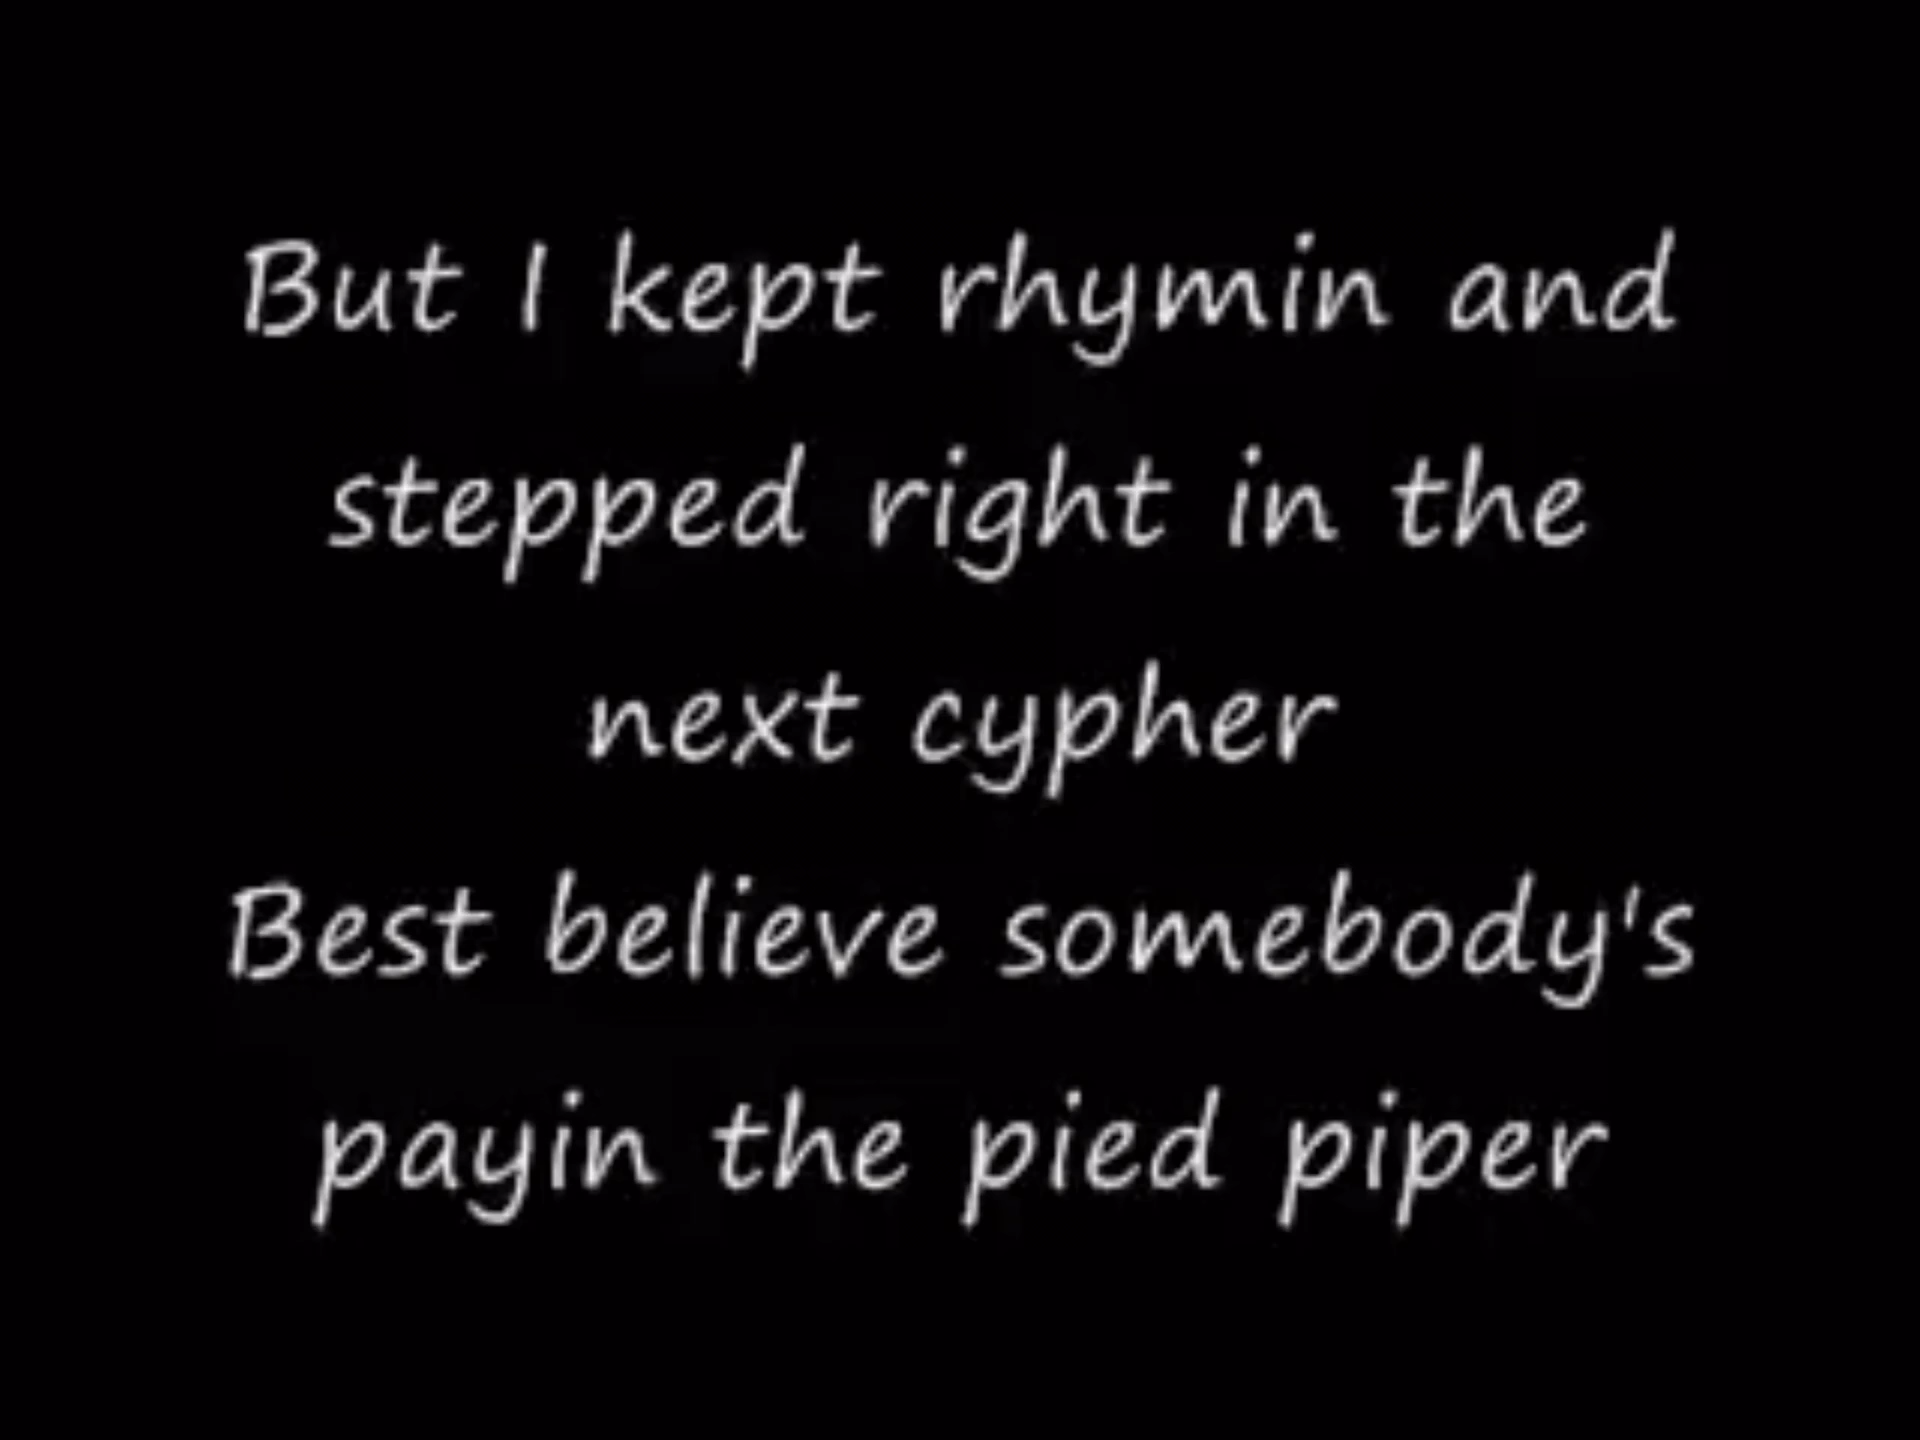 But I kept rhymin and
stepped right in the
next cypher
Best believe somebody's
payin the pied piper